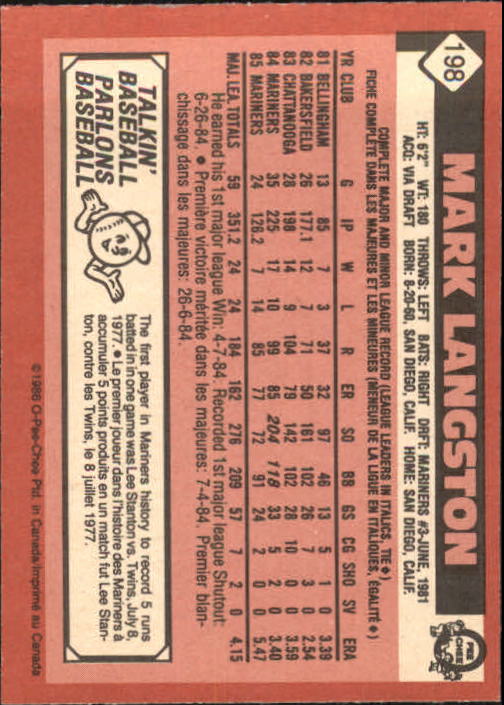 198
MARK LANGSTON
HT: 6'2" WT: 180 THROWS: LEFT BATS: RIGHT DRFT: MARINERS #3-JUNE, 1981
ACQ: VIA DRAFT BORN: 8-20-60, SAN DIEGO, CALIF. HOME: SAN DIEGO, CALIF.
O PEE CHEE
COMPLETE MAJOR AND MINOR LEAGUE RECORD (LEAGUE LEADERS IN ITALICS, TIE ♦)
FICHE COMPLÈTE DANS LES MAJEURES ET LES MINEURES (MENEUR DE LA LIGUE EN ITALIQUES, ÉGALITÉ ♦)
YR CLUB G IP W L R ER SO BB GS CG SHO SV ERA
81 BELLINGHAM 13 85 7 3 37 32 97 46 13 5 1 0 3.39
82 BAKERSFIELD 26 177.1 12 7 71 50 161 102 26 7 3 0 2.54
83 CHATTANOOGA 28 198 14 9 104 79 142 102 28 10 0 0 3.59
84 MARINERS 35 225 17 10 99 85 204 118 33 5 2 0 3.40
85 MARINERS 24 126.2 7 14 85 77 72 91 24 2 0 0 5.47
MAJ. LEA. TOTALS 59 351.2 24 24 184 162 276 209 57 7 2 0 4.15
He earned his 1st major league Win: 4-7-84. Recorded 1st major league Shutout:
6-26-84. ● Première victoire méritée dans les majeures: 7-4-84. Premier blan-
chissage dans les majeures: 26-6-84.
TALKIN'
BASEBALL
PARLONS
BASEBALL
The first player in Mariners history to record 5 runs
batted in in one game was Lee Stanton vs. Twins, July 8,
1977. ● Le premier joueur dans l'histoire des Mariners à
accumuler 5 points produits en un match fut Lee Stan-
ton, contre les Twins, le 8 juillet 1977.
©1986 O-Pee-Chee Ptd. in Canada/Imprimé au Canada